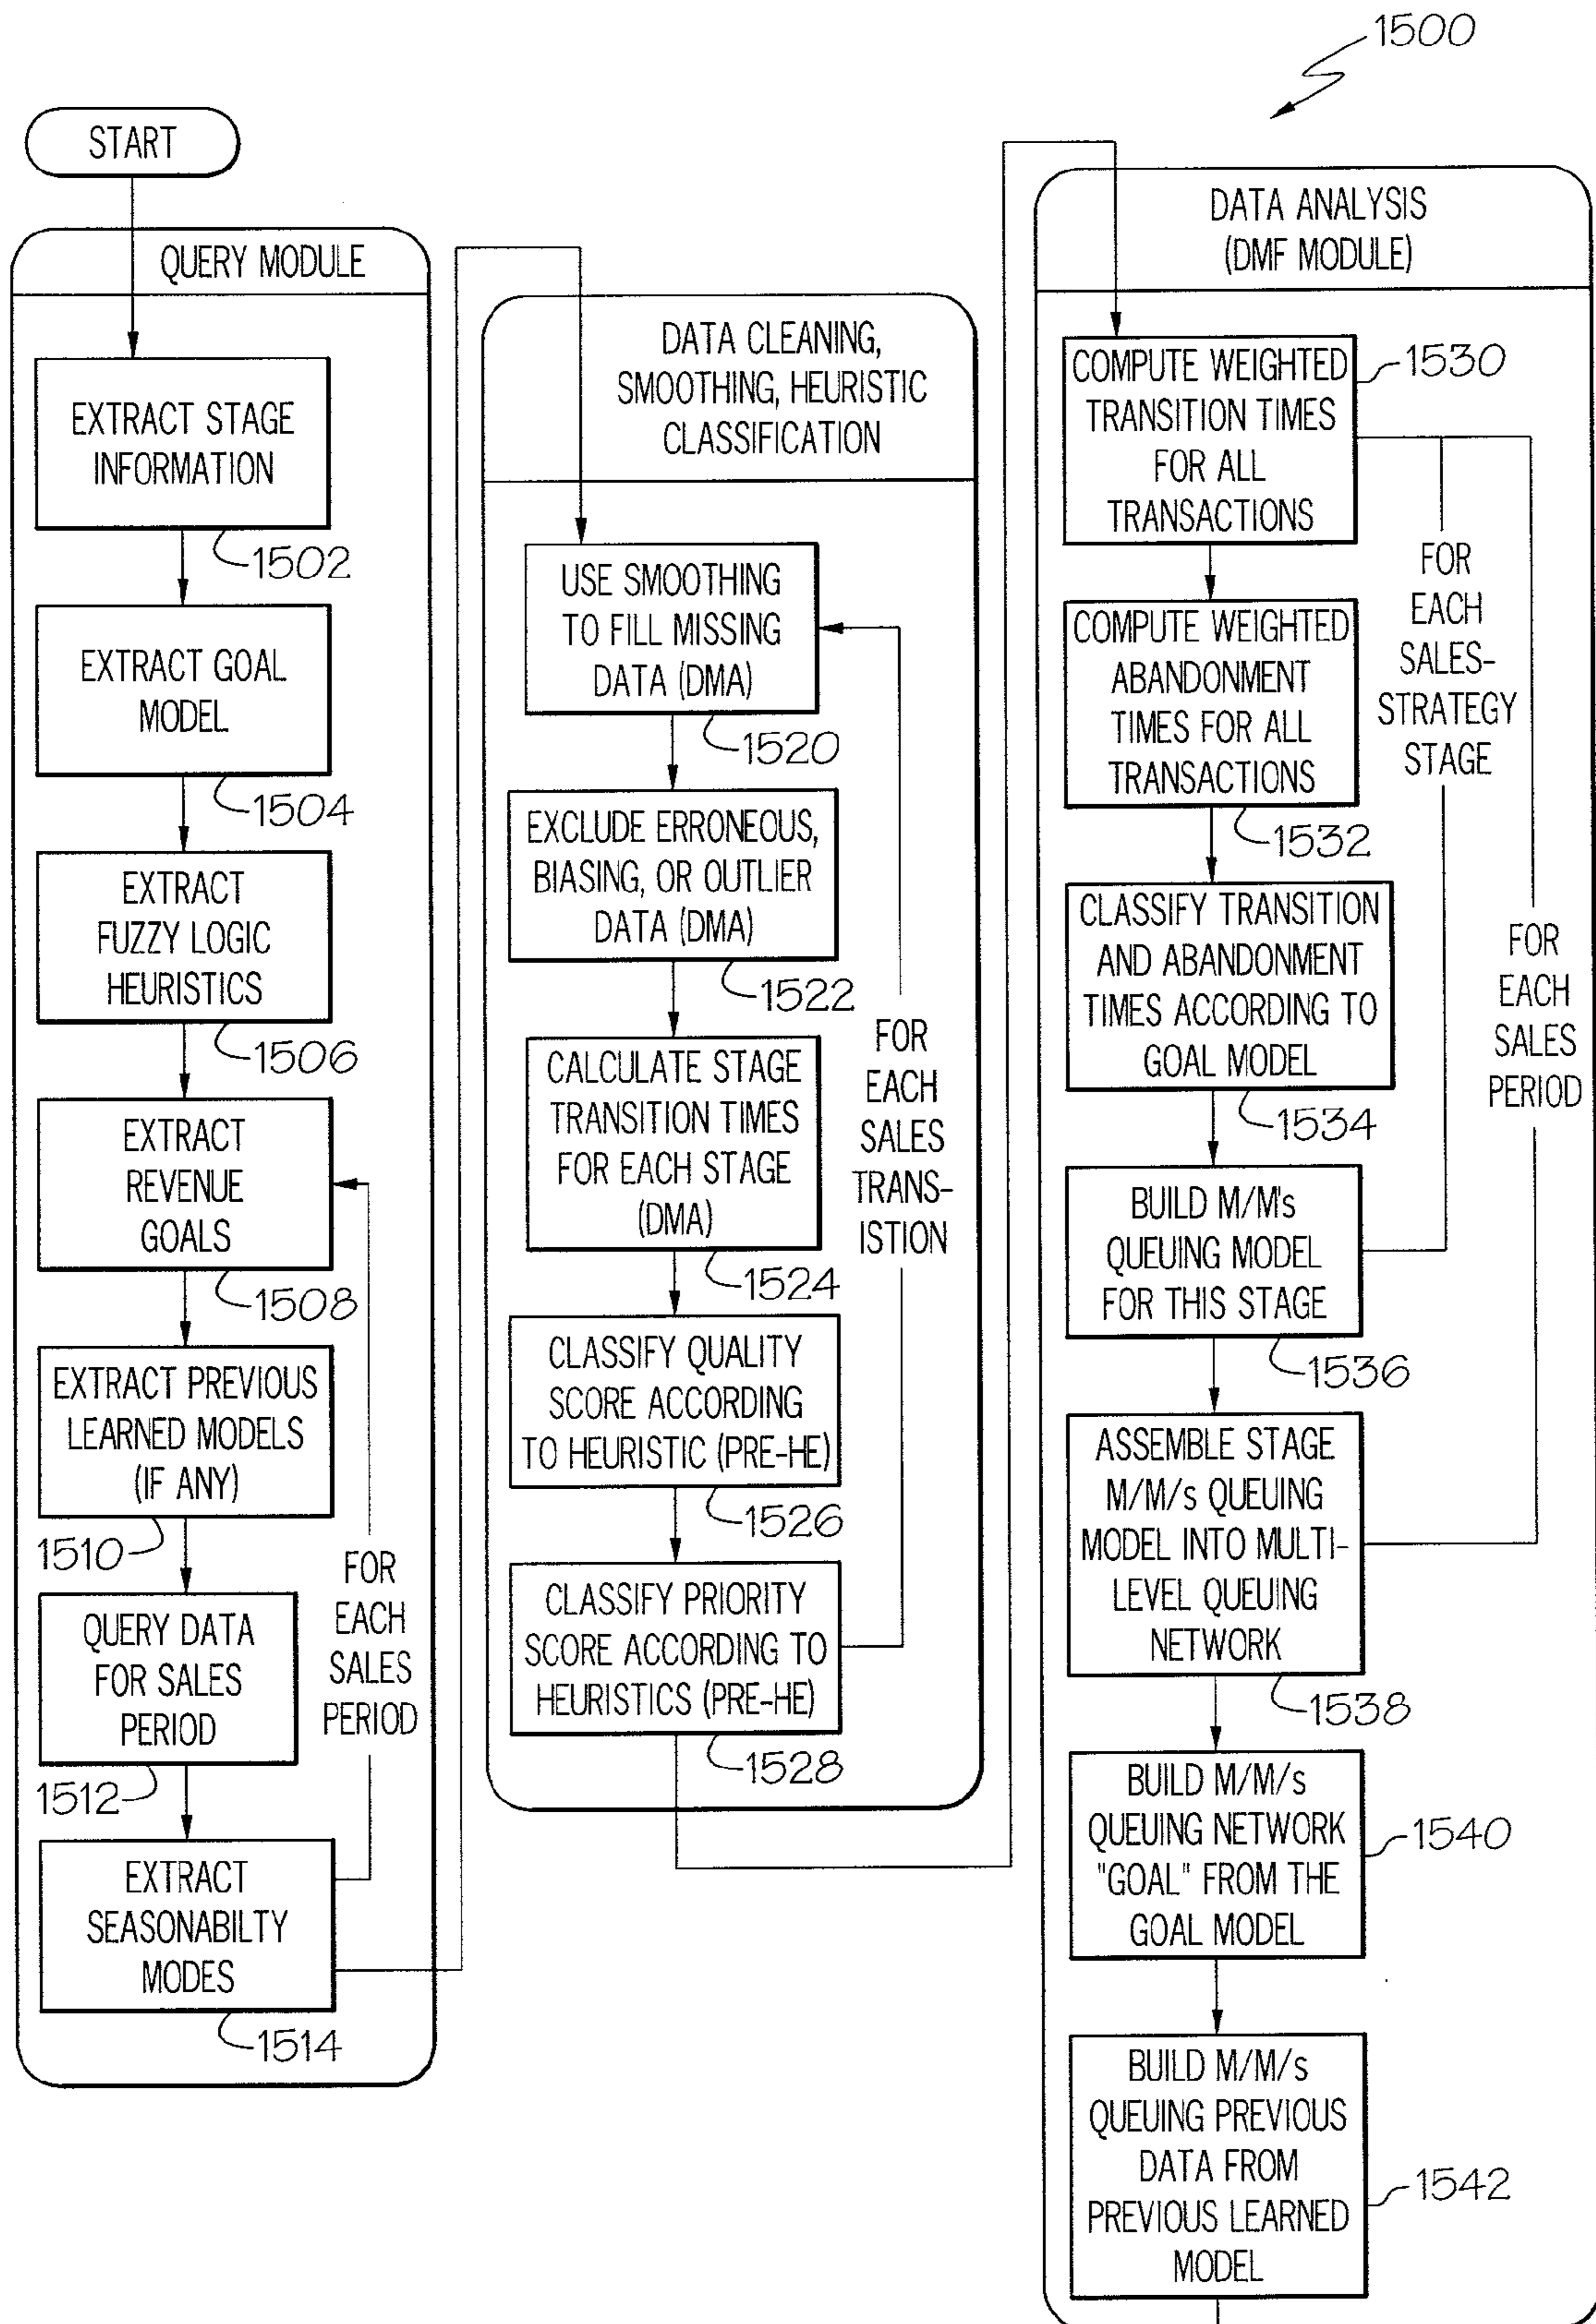 1500
START
QUERY MODULE
EXTRACT STAGE
INFORMATION
1502
EXTRACT GOAL
MODEL
1504
EXTRACT
FUZZY LOGIC
HEURISTICS
1506
EXTRACT
REVENUE
GOALS
1508
EXTRACT PREVIOUS
LEARNED MODELS
(IF ANY)
1510
QUERY DATA
FOR SALES
PERIOD
1512
EXTRACT
SEASONABILTY
MODES
1514
FOR
EACH
SALES
PERIOD
DATA CLEANING,
SMOOTHING, HEURISTIC
CLASSIFICATION
USE SMOOTHING
TO FILL MISSING
DATA (DMA)
1520
EXCLUDE ERRONEOUS,
BIASING, OR OUTLIER
DATA (DMA)
1522
CALCULATE STAGE
TRANSITION TIMES
FOR EACH STAGE
(DMA)
1524
CLASSIFY QUALITY
SCORE ACCORDING
TO HEURISTIC (PRE-HE)
1526
CLASSIFY PRIORITY
SCORE ACCORDING TO
HEURISTICS (PRE-HE)
1528
FOR
EACH
SALES
TRANS-
ISTION
DATA ANALYSIS
(DMF MODULE)
COMPUTE WEIGHTED
TRANSITION TIMES
FOR ALL
TRANSACTIONS
1530
COMPUTE WEIGHTED
ABANDONMENT
TIMES FOR ALL
TRANSACTIONS
1532
CLASSIFY TRANSITION
AND ABANDONMENT
TIMES ACCORDING TO
GOAL MODEL
1534
BUILD M/M's
QUEUING MODEL
FOR THIS STAGE
1536
ASSEMBLE STAGE
M/M/s QUEUING
MODEL INTO MULTI-
LEVEL QUEUING
NETWORK
1538
BUILD M/M/s
QUEUING NETWORK
"GOAL" FROM THE
GOAL MODEL
1540
BUILD M/M/s
QUEUING PREVIOUS
DATA FROM
PREVIOUS LEARNED
MODEL
1542
FOR
EACH
SALES-
STRATEGY
STAGE
FOR
EACH
SALES
PERIOD